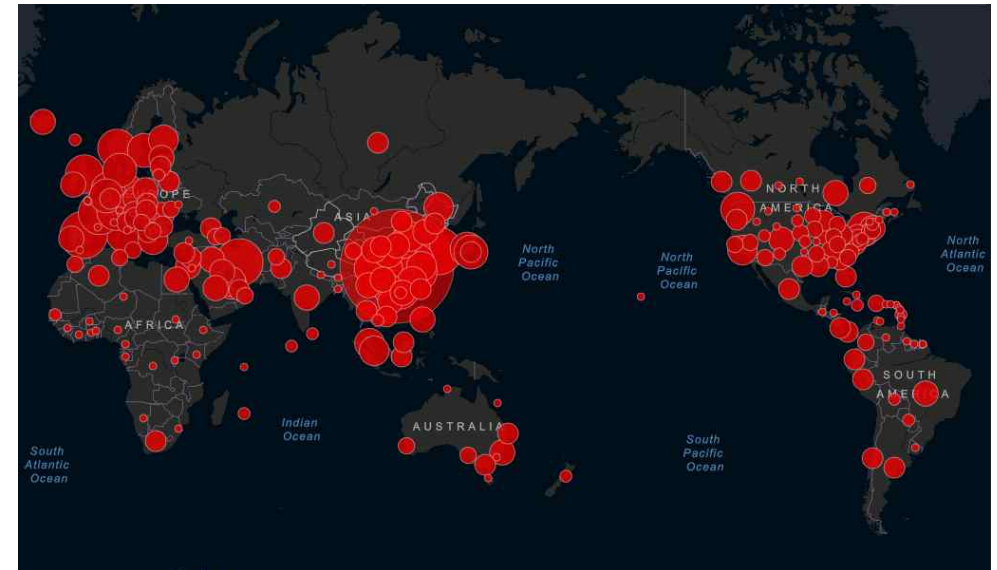 OPE
ASIA
NORTH
AMERICA
North
Pacific
Ocean
North
Pacific
Ocean
North
Atlantic
Ocean
AFRICA
SOUTH
AMERICA
Indian
Ocean
AUSTRALIA
South
Atlantic
Ocean
South
Pacific
Ocean